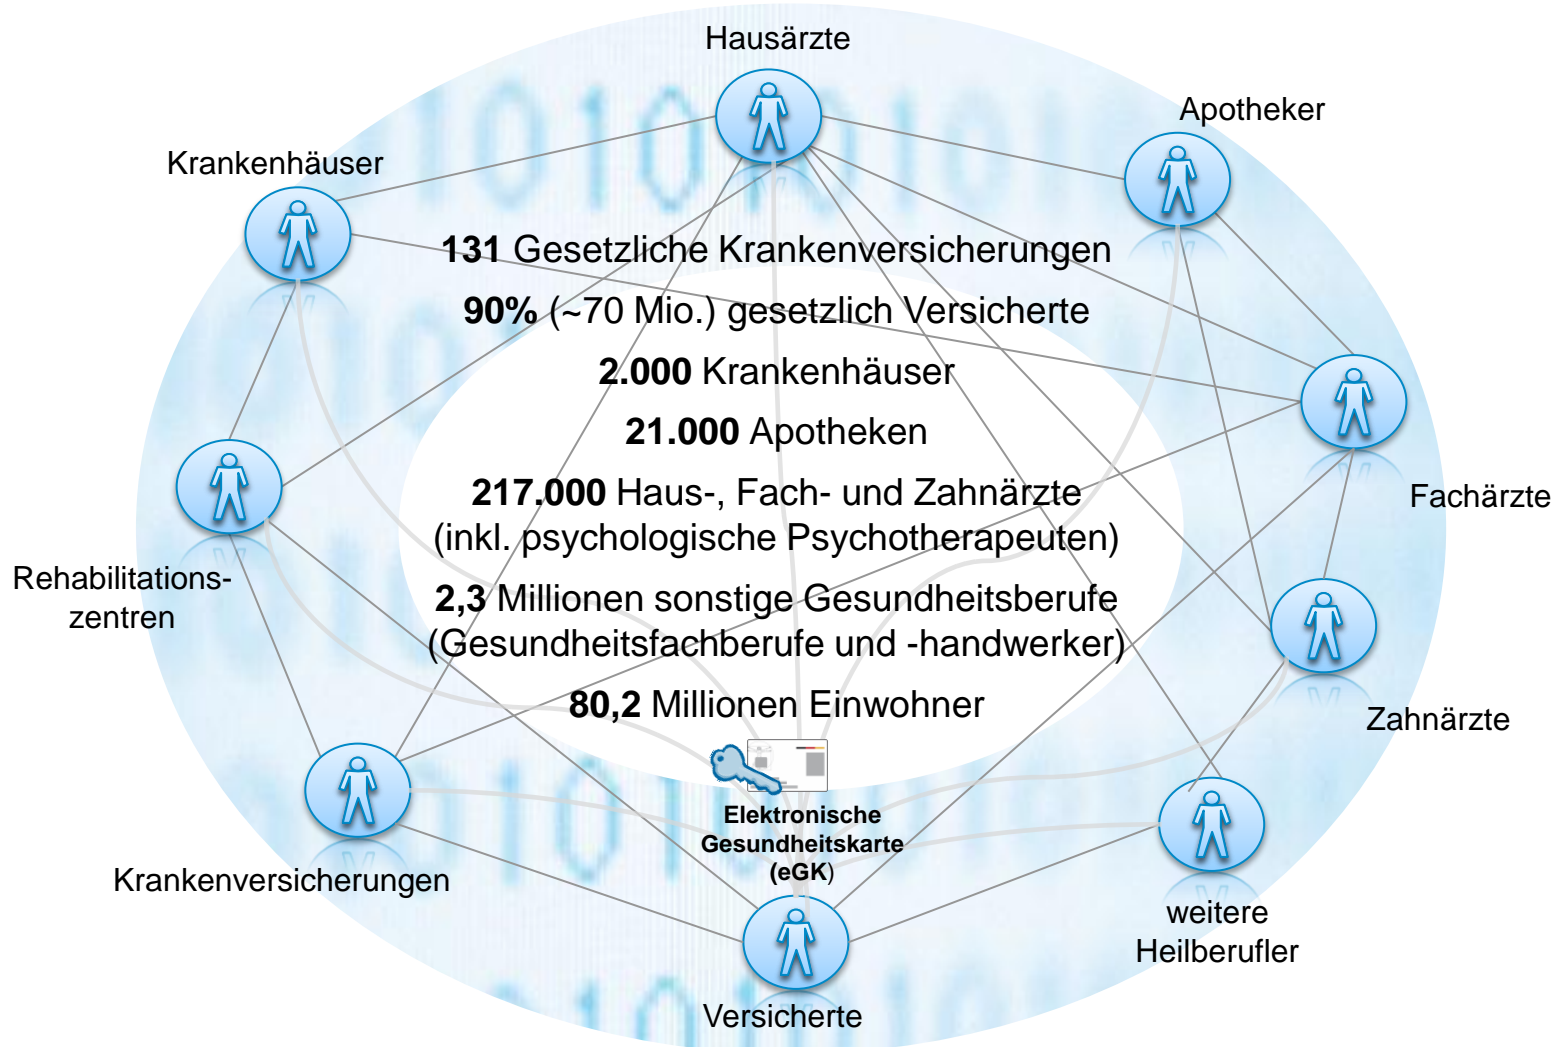 Hausärzte
Apotheker
Krankenhäuser
131 Gesetzliche Krankenversicherungen
90% (~70 Mio.) gesetzlich Versicherte
2.000 Krankenhäuser
21.000 Apotheken
217.000 Haus-, Fach- und Zahnärzte
(inkl. psychologische Psychotherapeuten)
2,3 Millionen sonstige Gesundheitsberufe
(Gesundheitsfachberufe und -handwerker)
80,2 Millionen Einwohner
Fachärzte
Rehabilitations-
zentren
Zahnärzte
Elektronische
Gesundheitskarte
(eGK)
Krankenversicherungen
weitere
Heilberufler
Versicherte